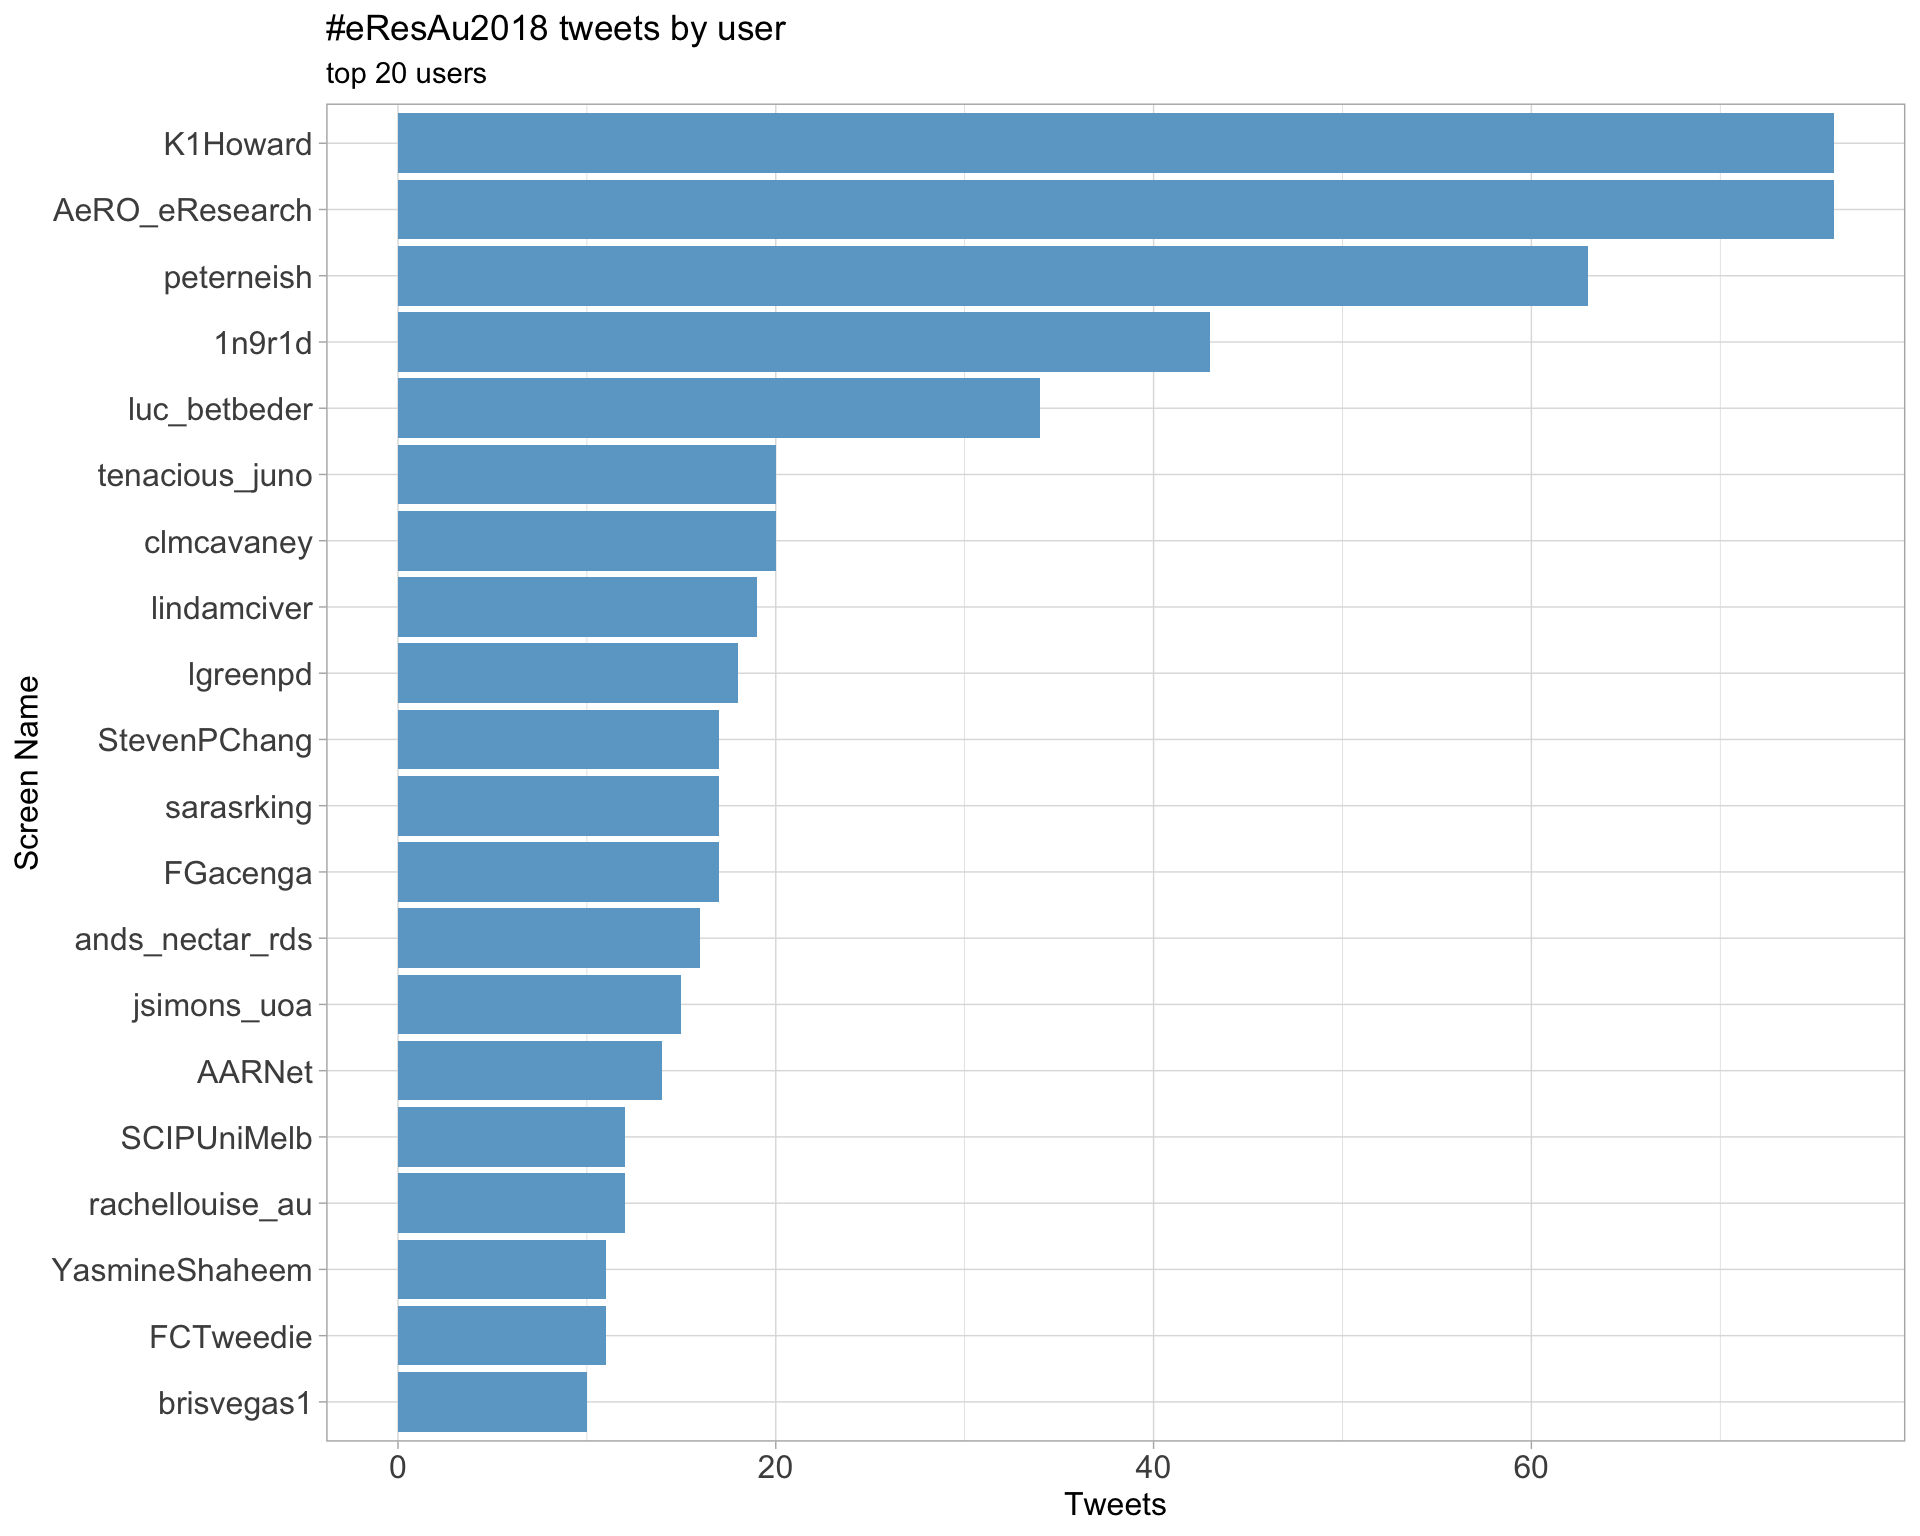 #eResAu2018 tweets by user
top 20 users
K1Howard
AeRO_eResearch
peterneish
1n9r1d
luc_betbeder
tenacious_juno
clmcavaney
lindamciver
lgreenpd
StevenPChang
sarasrking
FGacenga
ands_nectar_rds
jsimons_uoa
AARNet
SCIPUniMelb
rachellouise_au
YasmineShaheem
FCTweedie
brisvegas1
Screen Name
0 20 40 60
Tweets